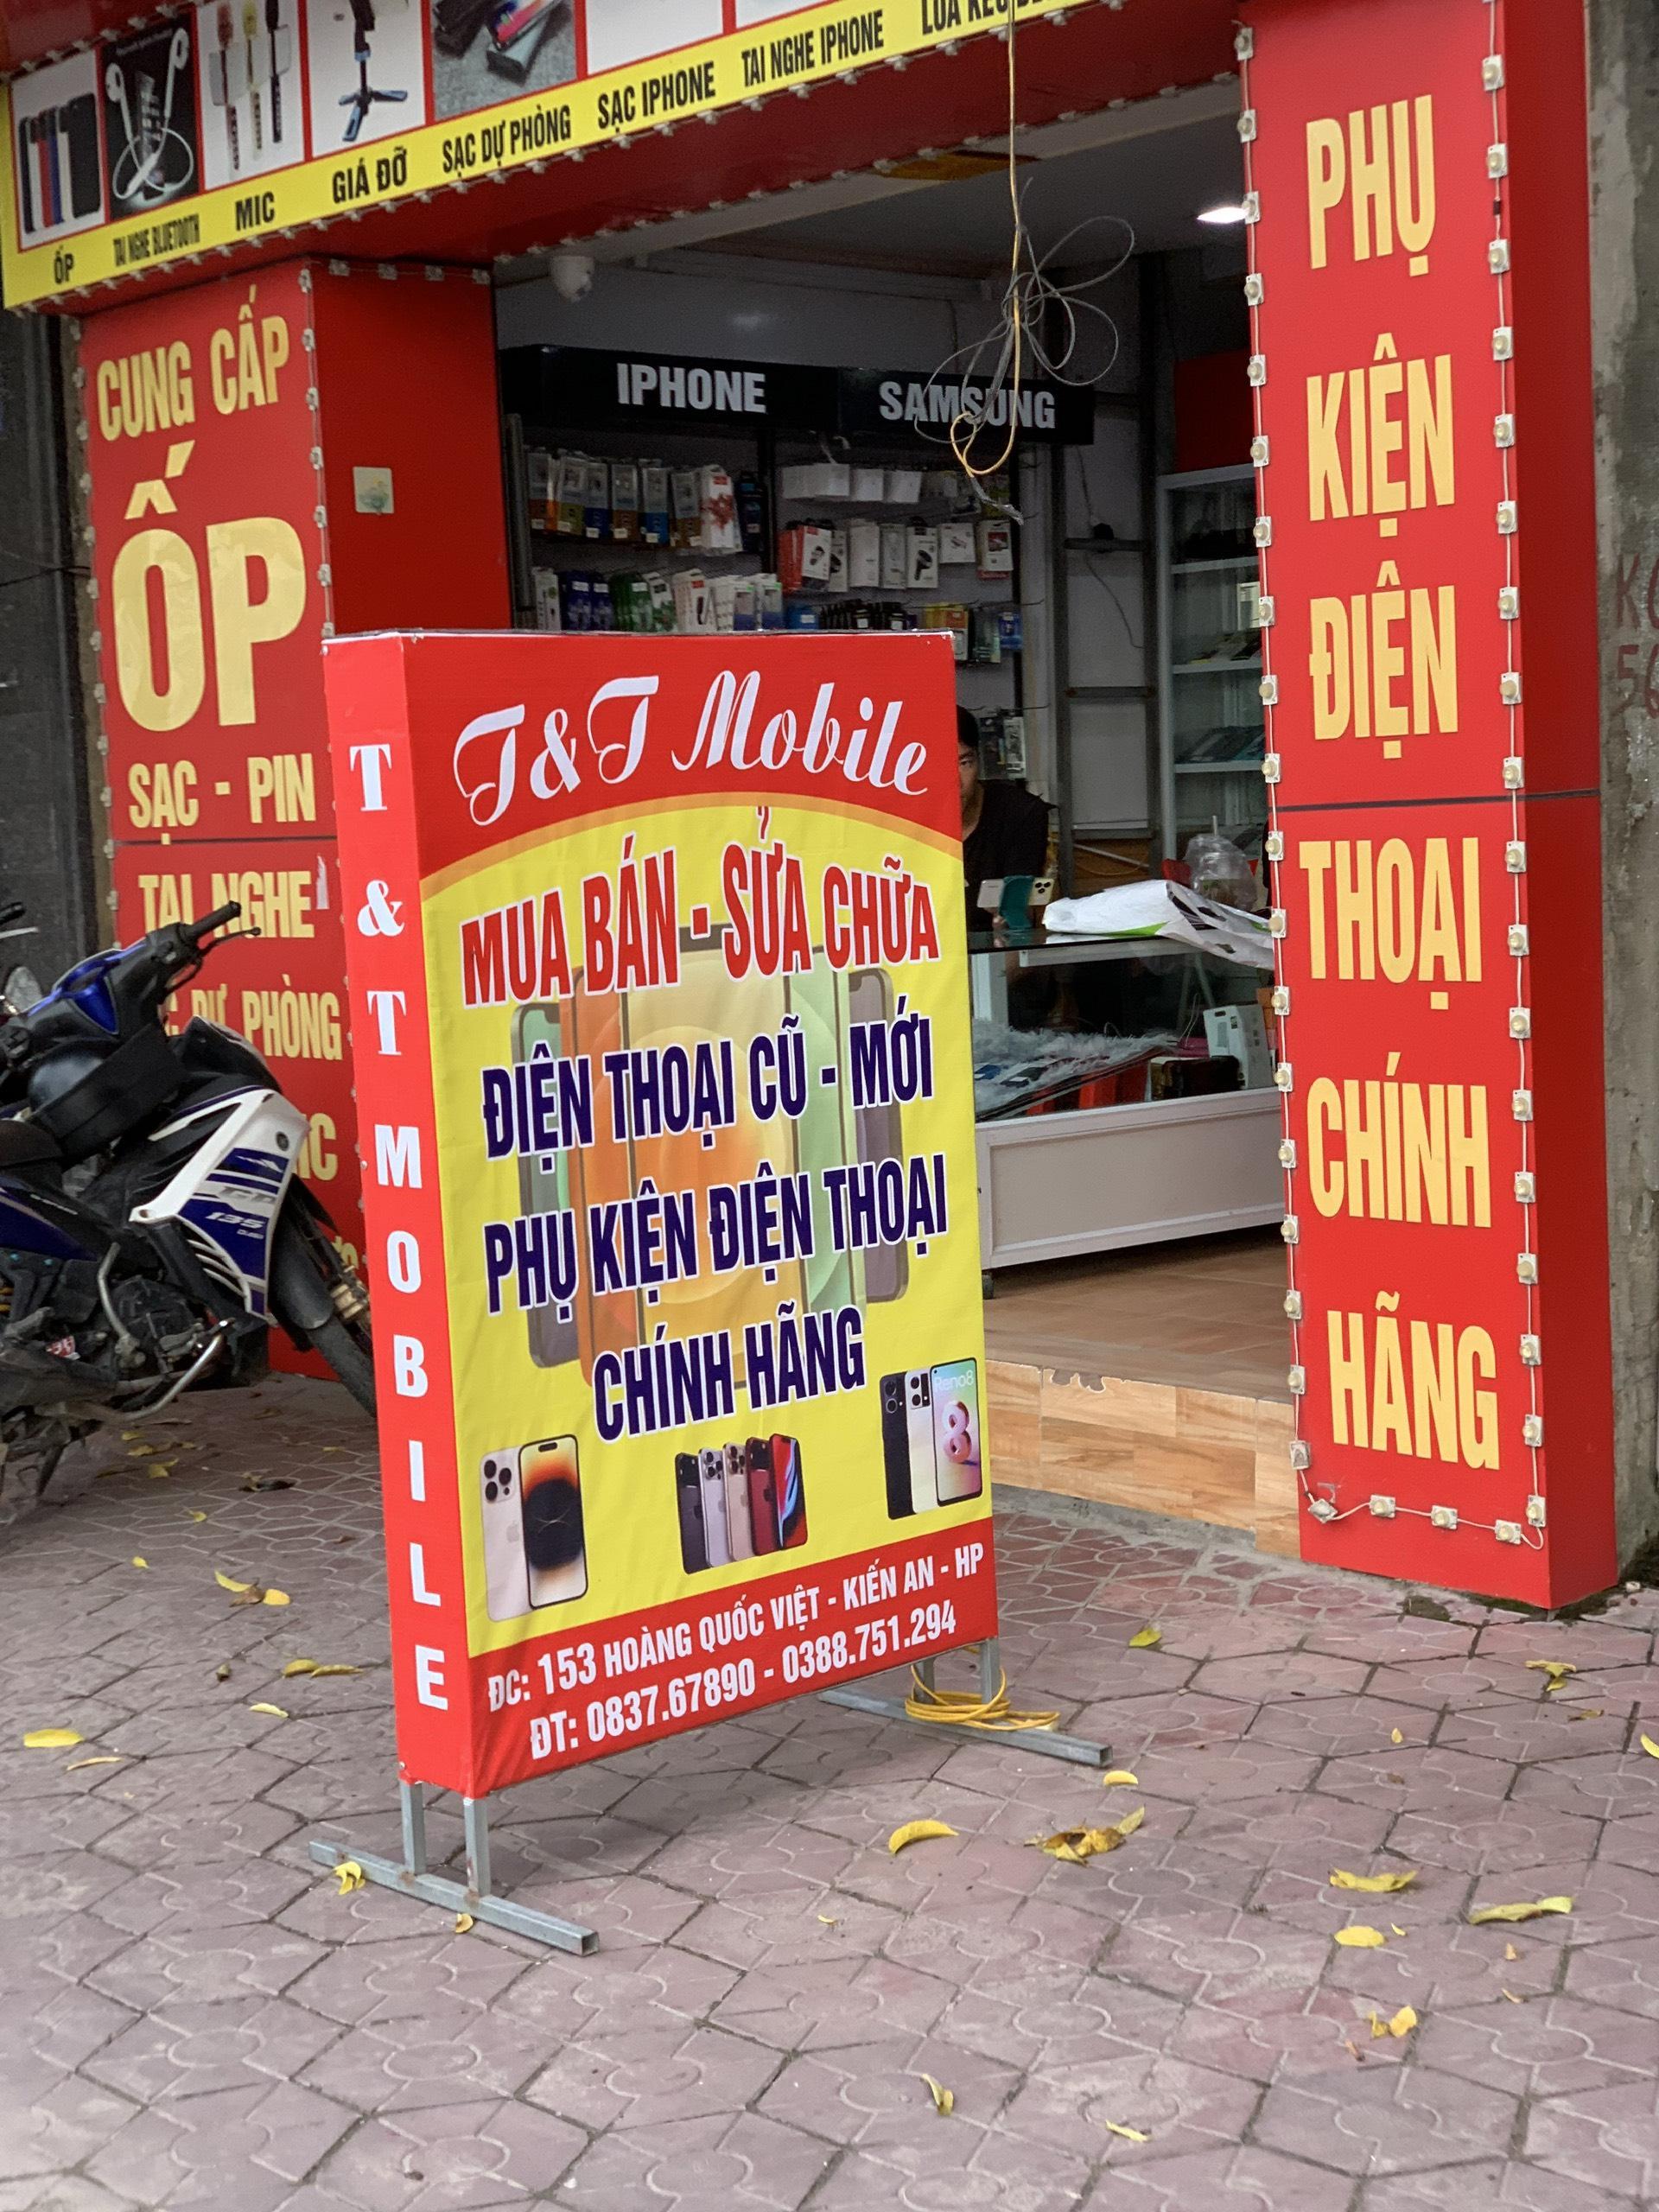 ỐP
TAI NGHE BLUETOOTH
MIC
GIÁ ĐỠ
SẠC DỰ PHÒNG
SẠC IPHONE
TAI NGHE IPHONE
CUNG CẤP
ỐP
SẠC - PIN
TAI NGHE
DỰ PHÒNG
IPHONE
SAMSUNG
T & T MOBILE
T&T Mobile
MUA BÁN - SỬA CHỮA
ĐIỆN THOẠI CŨ - MỚI
PHỤ KIỆN ĐIỆN THOẠI
CHÍNH HÃNG
Reno8
8
ĐC: 153 HOÀNG QUỐC VIỆT - KIẾN AN - HP
ĐT: 0837.67890 - 0388.751.294
PHỤ
KIỆN
ĐIỆN
THOẠI
CHÍNH
HÃNG
135